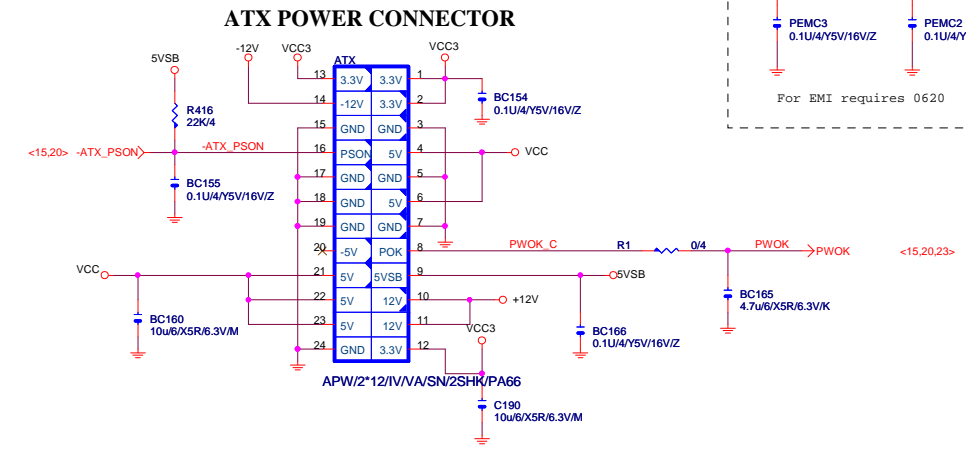 ATX POWER CONNECTOR
PEMC3
0.1U/4/Y5V/16V/Z
PEMC2
0.1U/4/Y
For EMI requires 0620
5VSB
-12V
VCC3
VCC3
ATX
R416
22K/4
<15,20> -ATX_PSON
-ATX_PSON
BC155
0.1U/4/Y5V/16V/Z
BC154
0.1U/4/Y5V/16V/Z
13 3.3V 3.3V 1
14 -12V 3.3V 2
15 GND GND 3
16 PSON 5V 4
17 GND GND 5
18 GND 5V 6
19 GND GND 7
20 -5V POK 8
21 5V 5VSB 9
22 5V 12V 10
23 5V 12V 11
24 GND 3.3V 12
VCC
PWOK_C
R1
0/4
PWOK
PWOK
<15,20,23>
BC165
4.7u/6/X5R/6.3V/K
VCC
5VSB
+12V
BC160
10u/6/X5R/6.3V/M
BC166
0.1U/4/Y5V/16V/Z
VCC3
APW/2*12/IV/VA/SN/2SHK/PA66
C190
10u/6/X5R/6.3V/M